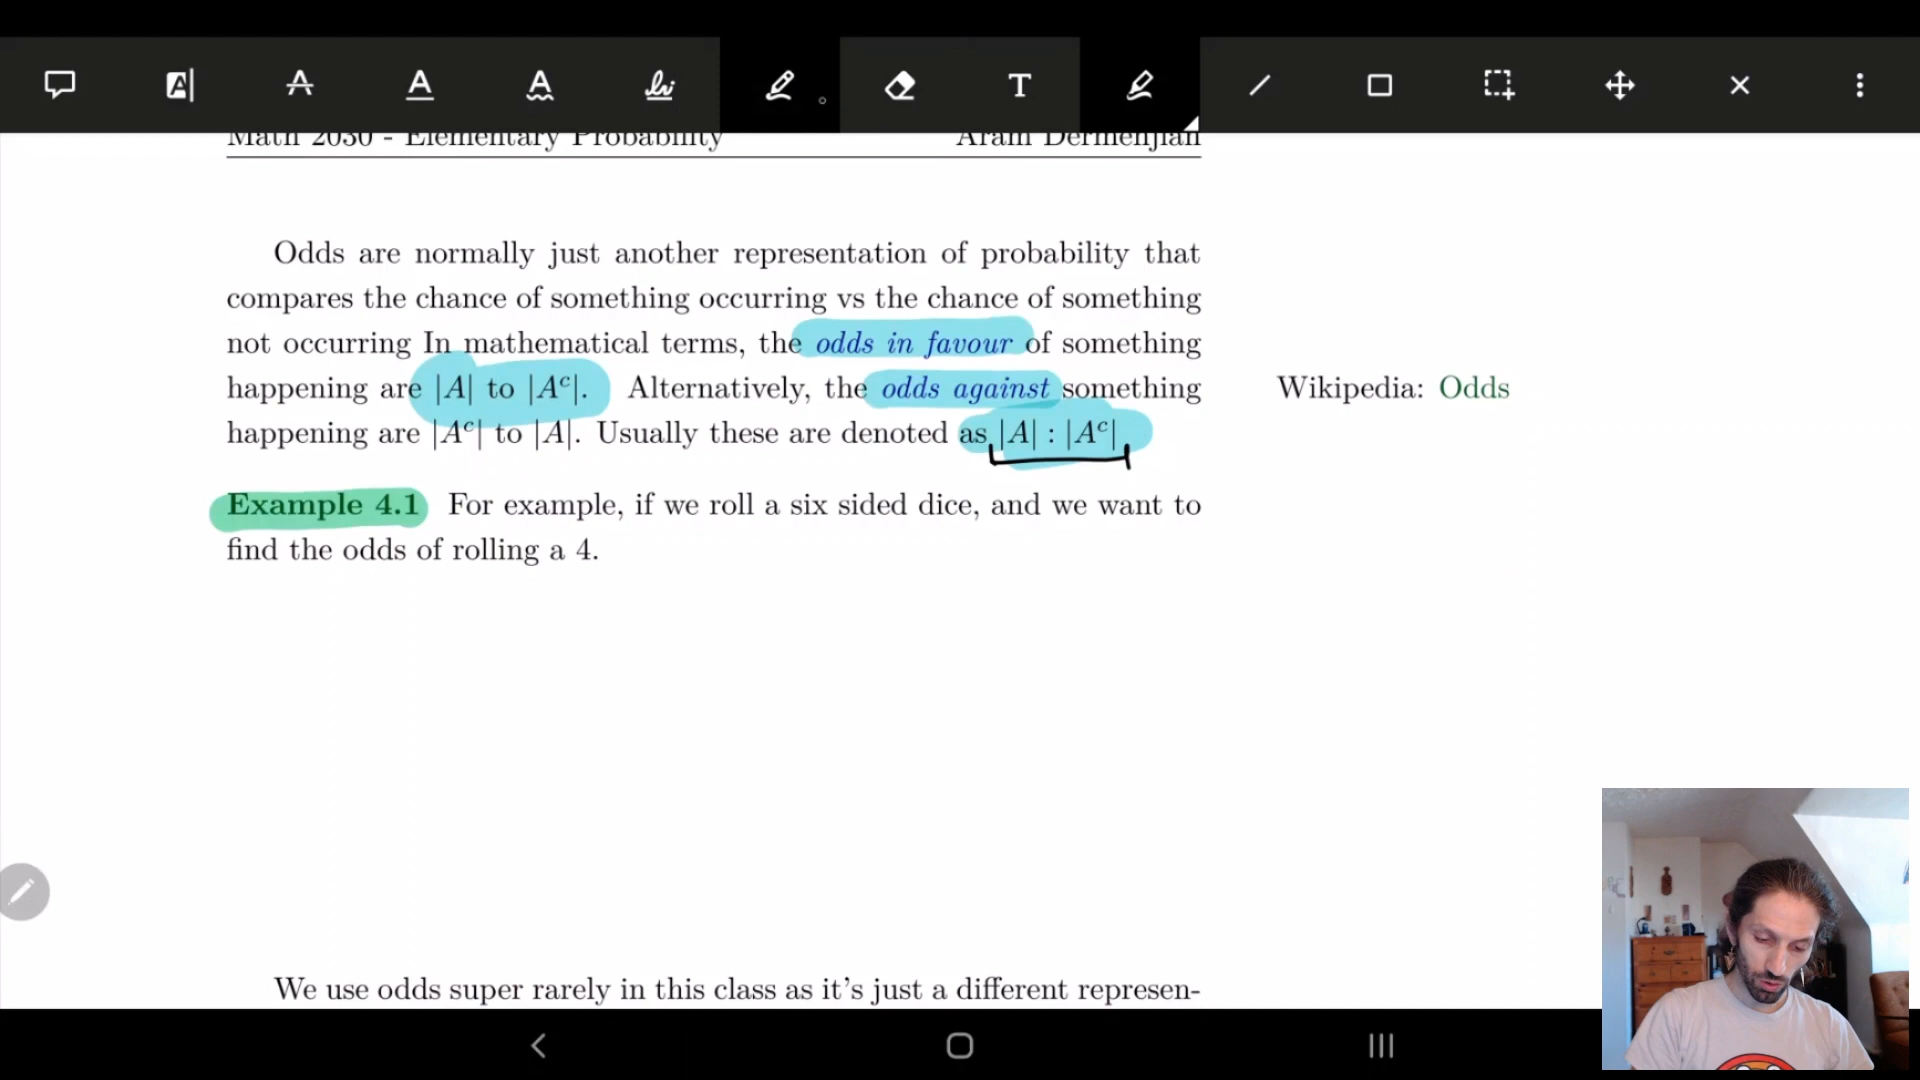 Math 2030 - Elementary Probability Aram Dermenjian
Odds are normally just another representation of probability that
compares the chance of something occurring vs the chance of something
not occurring In mathematical terms, the odds in favour of something
happening are |A| to |Aᶜ|. Alternatively, the odds against something
Wikipedia: Odds
happening are |Aᶜ| to |A|. Usually these are denoted as |A| : |Aᶜ|
Example 4.1 For example, if we roll a six sided dice, and we want to
find the odds of rolling a 4.
We use odds super rarely in this class as it's just a different represen-